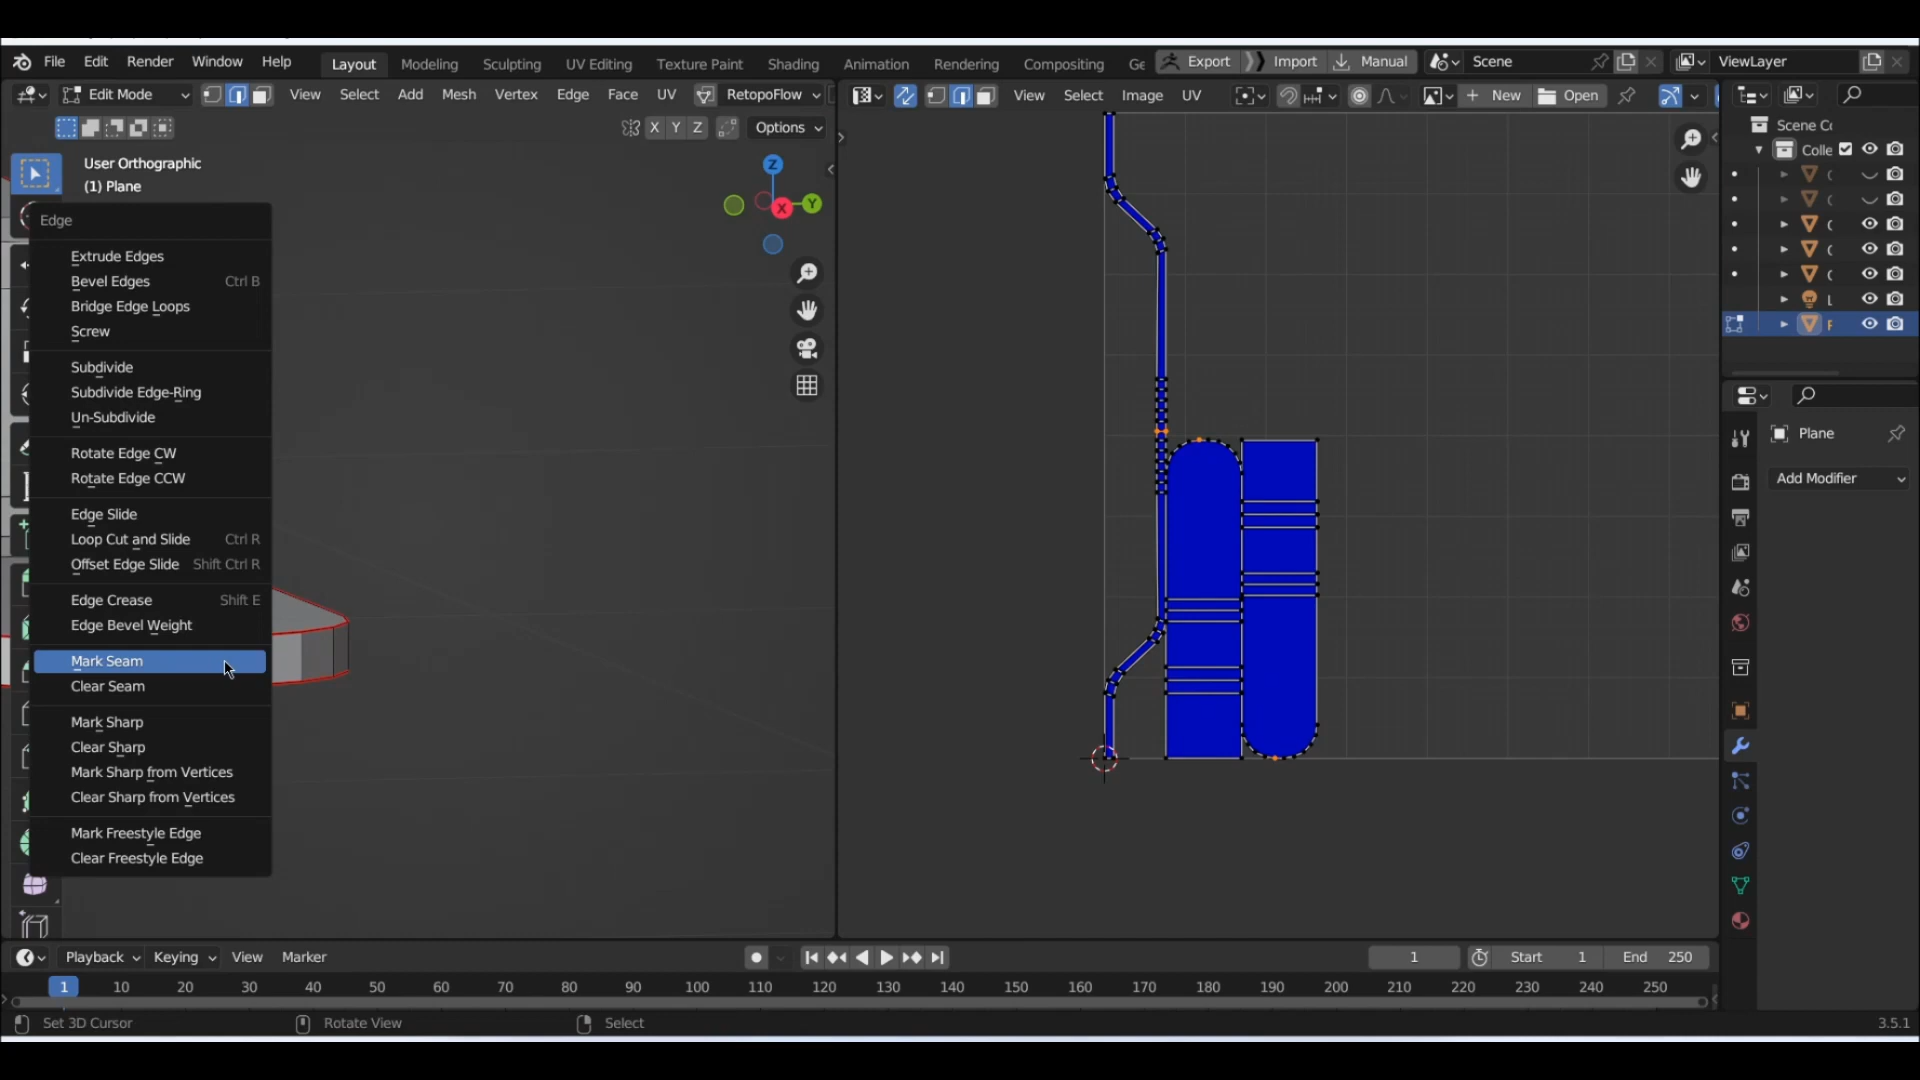 File Edit Render Window Help Layout Modeling Sculpting UV Editing Texture Paint Shading Animation Rendering Compositing Ge Export Import Manual Scene ViewLayer
Edit Mode View Select Add Mesh Vertex Edge Face UV RetopoFlow View Select Image UV New Open
X Y Z Options
Scene Cc
Colle
User Orthographic
(1) Plane
Z
X
Y
Edge
Extrude Edges
Bevel Edges Ctrl B
Bridge Edge Loops
Screw
Subdivide
Subdivide Edge-Ring
Un-Subdivide
Rotate Edge CW
Rotate Edge CCW
Edge Slide
Loop Cut and Slide Ctrl R
Offset Edge Slide Shift Ctrl R
Edge Crease Shift E
Edge Bevel Weight
Mark Seam
Clear Seam
Mark Sharp
Clear Sharp
Mark Sharp from Vertices
Clear Sharp from Vertices
Mark Freestyle Edge
Clear Freestyle Edge
Plane
Add Modifier
Playback Keying View Marker 1 Start 1 End 250
1 10 20 30 40 50 60 70 80 90 100 110 120 130 140 150 160 170 180 190 200 210 220 230 240 250
Set 3D Cursor Rotate View Select 3.5.1